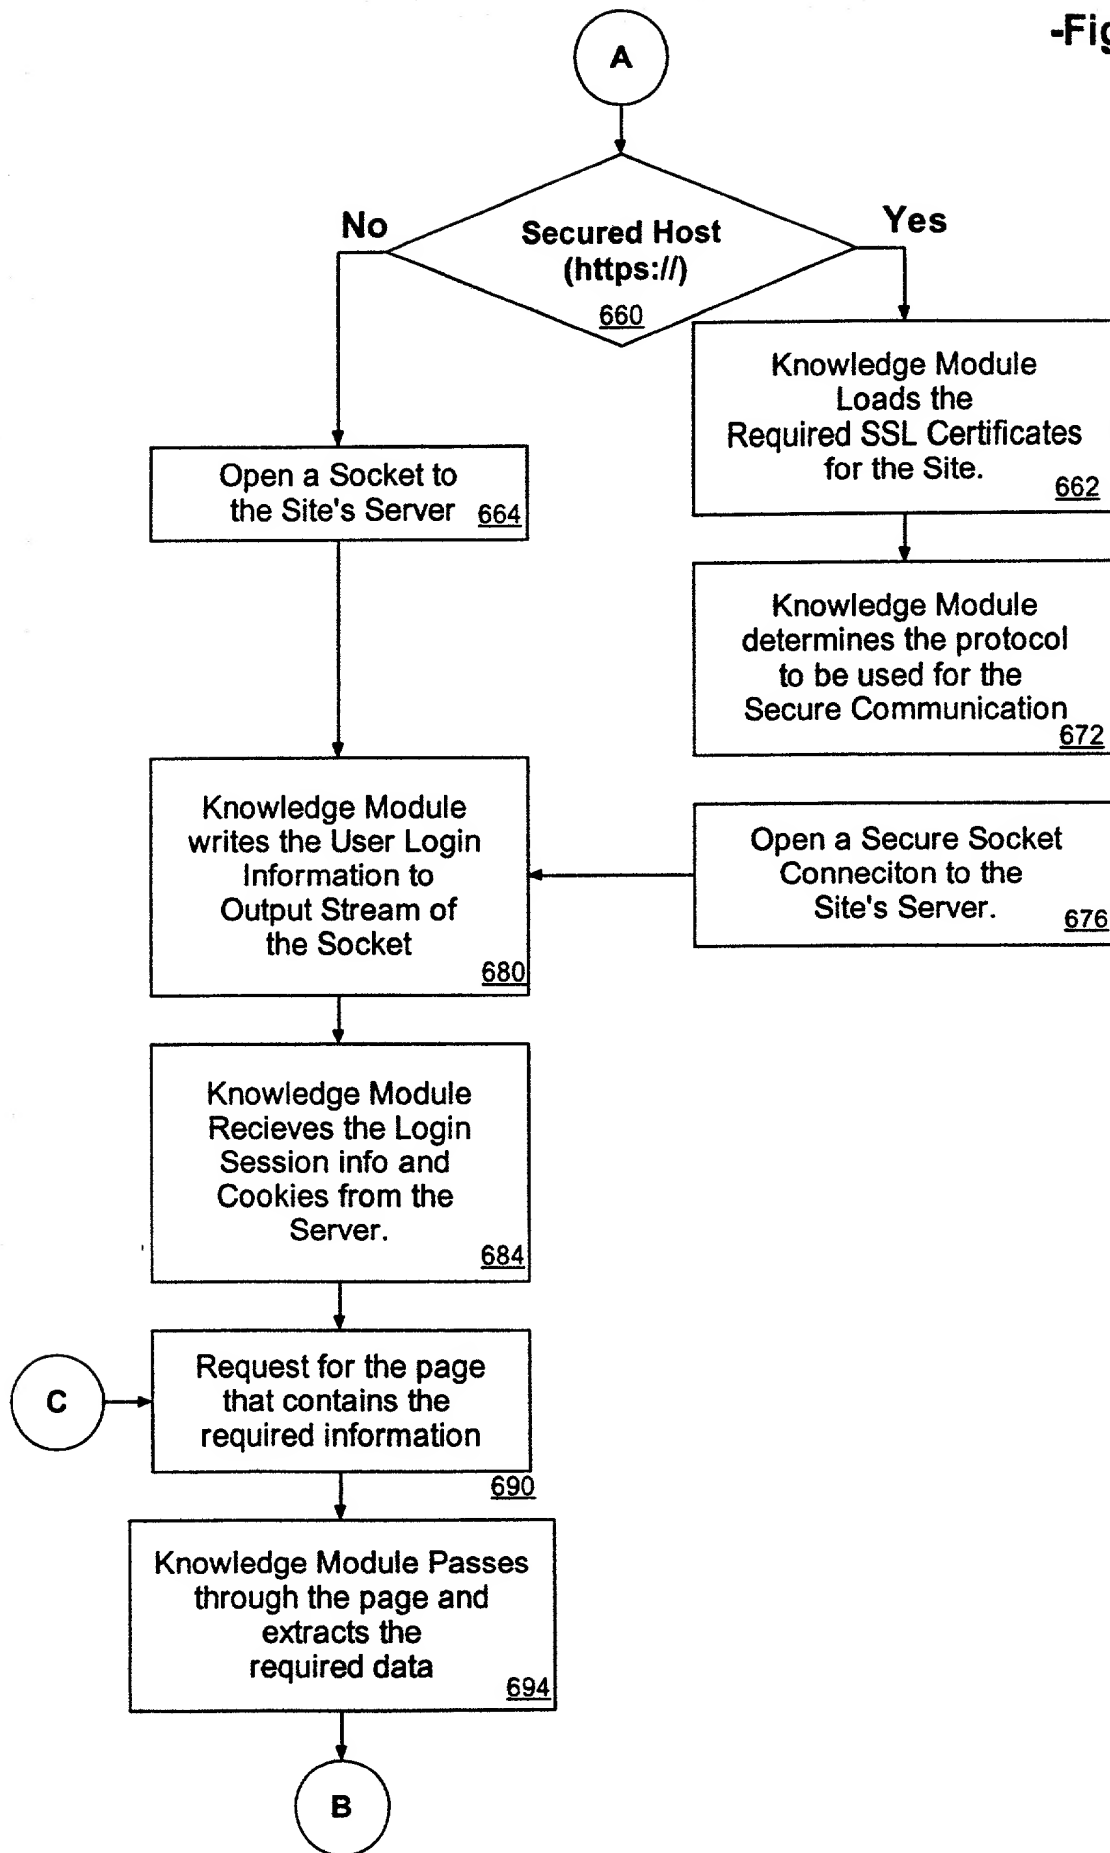 -Fig
A
No
Yes
Secured Host
(https://)
660
Knowledge Module
Loads the
Required SSL Certificates
for the Site.
662
Open a Socket to
the Site's Server
664
Knowledge Module
determines the protocol
to be used for the
Secure Communication
672
Knowledge Module
writes the User Login
Information to
Output Stream of
the Socket
680
Open a Secure Socket
Conneciton to the
Site's Server.
676
Knowledge Module
Recieves the Login
Session info and
Cookies from the
Server.
684
C
Request for the page
that contains the
required information
690
Knowledge Module Passes
through the page and
extracts the
required data
694
B